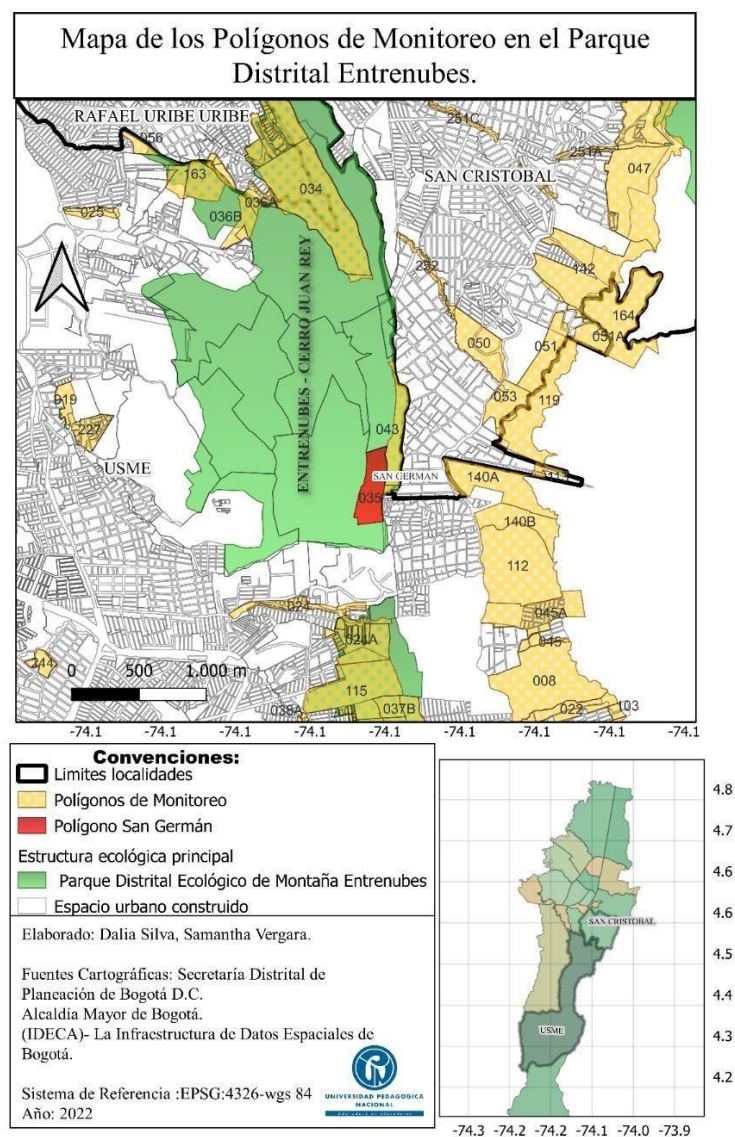 Mapa de los Polígonos de Monitoreo en el Parque
Distrital Entrenubes.
RAFAEL URIBE URIBE
SAN CRISTOBAL
USME
ENTRENUBES - CERRO JUAN REY
SAN GERMAN
056
163
036A
036B
034
025
251C
251A
047
252
142
164
051A
051
050
053
119
043
035
019
227
140A
140B
112
045A
045
008
022
103
024
115
038A
037B
244
0 500 1.000 m
-74.1 -74.1 -74.1 -74.1 -74.1 -74.1 -74.1 -74.1 -74.1
Convenciones:
Limites localidades
Polígonos de Monitoreo
Polígono San Germán
Estructura ecológica principal
Parque Distrital Ecológico de Montaña Entrenubes
Espacio urbano construido
Elaborado: Dalia Silva, Samantha Vergara.
Fuentes Cartográficas: Secretaría Distrital de
Planeación de Bogotá D.C.
Alcaldía Mayor de Bogotá.
(IDECA)- La Infraestructura de Datos Espaciales de
Bogotá.
Sistema de Referencia :EPSG:4326-wgs 84
Año: 2022
UNIVERSIDAD PEDAGOGICA
NACIONAL
4.8
4.7
4.6
4.6
4.5
4.4
4.3
4.2
SAN CRISTOBAL
USME
-74.3 -74.2 -74.2 -74.1 -74.0 -73.9